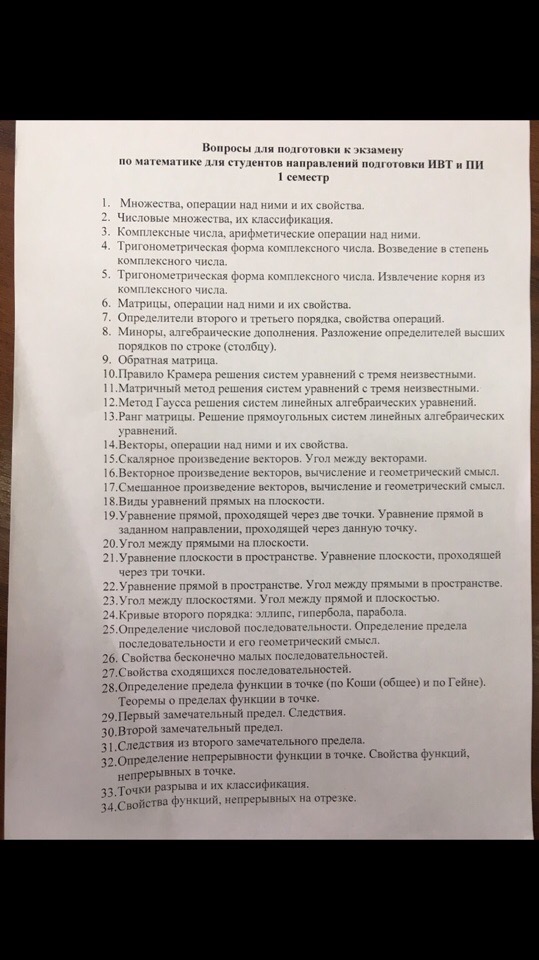 Вопросы для подготовки к экзамену
по математике для студентов направлений подготовки ИВТ и ПИ
1 семестр
1. Множества, операции над ними и их свойства.
2. Числовые множества, их классификация.
3. Комплексные числа, арифметические операции над ними.
4. Тригонометрическая форма комплексного числа. Возведение в степень
комплексного числа.
5. Тригонометрическая форма комплексного числа. Извлечение корня из
комплексного числа.
6. Матрицы, операции над ними и их свойства.
7. Определители второго и третьего порядка, свойства операций.
8. Миноры, алгебраические дополнения. Разложение определителей высших
порядков по строке (столбцу).
9. Обратная матрица.
10.Правило Крамера решения систем уравнений с тремя неизвестными.
11.Матричный метод решения систем уравнений с тремя неизвестными.
12.Метод Гаусса решения систем линейных алгебраических уравнений.
13.Ранг матрицы. Решение прямоугольных систем линейных алгебраических
уравнений.
14.Векторы, операции над ними и их свойства.
15.Скалярное произведение векторов. Угол между векторами.
16.Векторное произведение векторов, вычисление и геометрический смысл.
17.Смешанное произведение векторов, вычисление и геометрический смысл.
18.Виды уравнений прямых на плоскости.
19.Уравнение прямой, проходящей через две точки. Уравнение прямой в
заданном направлении, проходящей через данную точку.
20.Угол между прямыми на плоскости.
21.Уравнение плоскости в пространстве. Уравнение плоскости, проходящей
через три точки.
22.Уравнение прямой в пространстве. Угол между прямыми в пространстве.
23.Угол между плоскостями. Угол между прямой и плоскостью.
24.Кривые второго порядка: эллипс, гипербола, парабола.
25.Определение числовой последовательности. Определение предела
последовательности и его геометрический смысл.
26. Свойства бесконечно малых последовательностей.
27.Свойства сходящихся последовательностей.
28.Определение предела функции в точке (по Коши (общее) и по Гейне).
Теоремы о пределах функции в точке.
29.Первый замечательный предел. Следствия.
30.Второй замечательный предел.
31.Следствия из второго замечательного предела.
32.Определение непрерывности функции в точке. Свойства функций,
непрерывных в точке.
33.Точки разрыва и их классификация.
34.Свойства функций, непрерывных на отрезке.